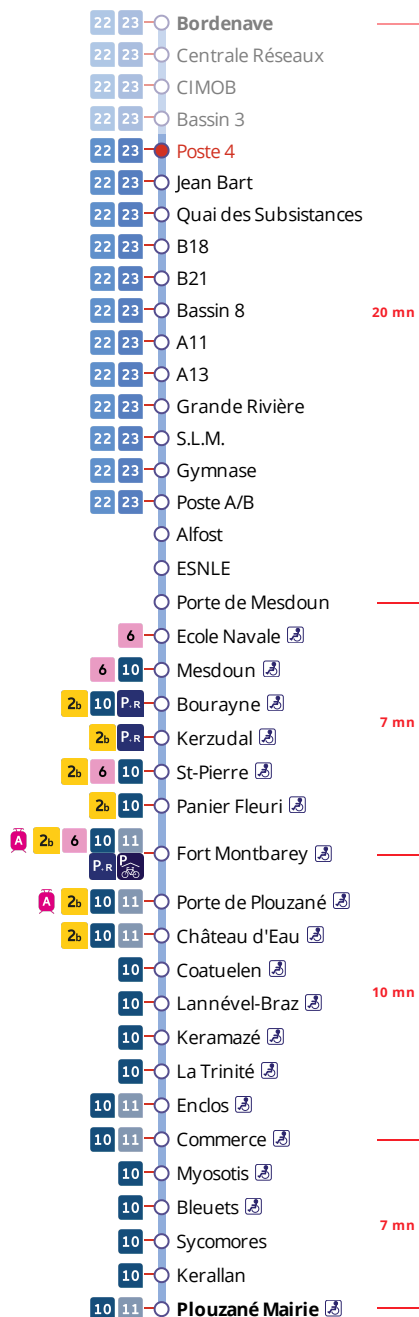 22 23 Bordenave
22 23 Centrale Réseaux
22 23 CIMOB
22 23 Bassin 3
22 23 Poste 4
22 23 Jean Bart
22 23 Quai des Subsistances
22 23 B18
22 23 B21
22 23 Bassin 8 20 mn
22 23 A11
22 23 A13
22 23 Grande Rivière
22 23 S.L.M.
22 23 Gymnase
22 23 Poste A/B
Alfost
ESNLE
Porte de Mesdoun
6 Ecole Navale
6 10 Mesdoun
2b 10 P+R Bourayne 7 mn
2b P+R Kerzudal
2b 6 10 St-Pierre
2b 10 Panier Fleuri
A 2b 6 10 11
P+R P Fort Montbarey
A 2b 10 11 Porte de Plouzané
2b 10 11 Château d'Eau
10 Coatuelen
10 Lannével-Braz 10 mn
10 Keramazé
10 La Trinité
10 11 Enclos
10 11 Commerce
10 Myosotis
10 Bleuets 7 mn
10 Sycomores
10 Kerallan
10 11 Plouzané Mairie